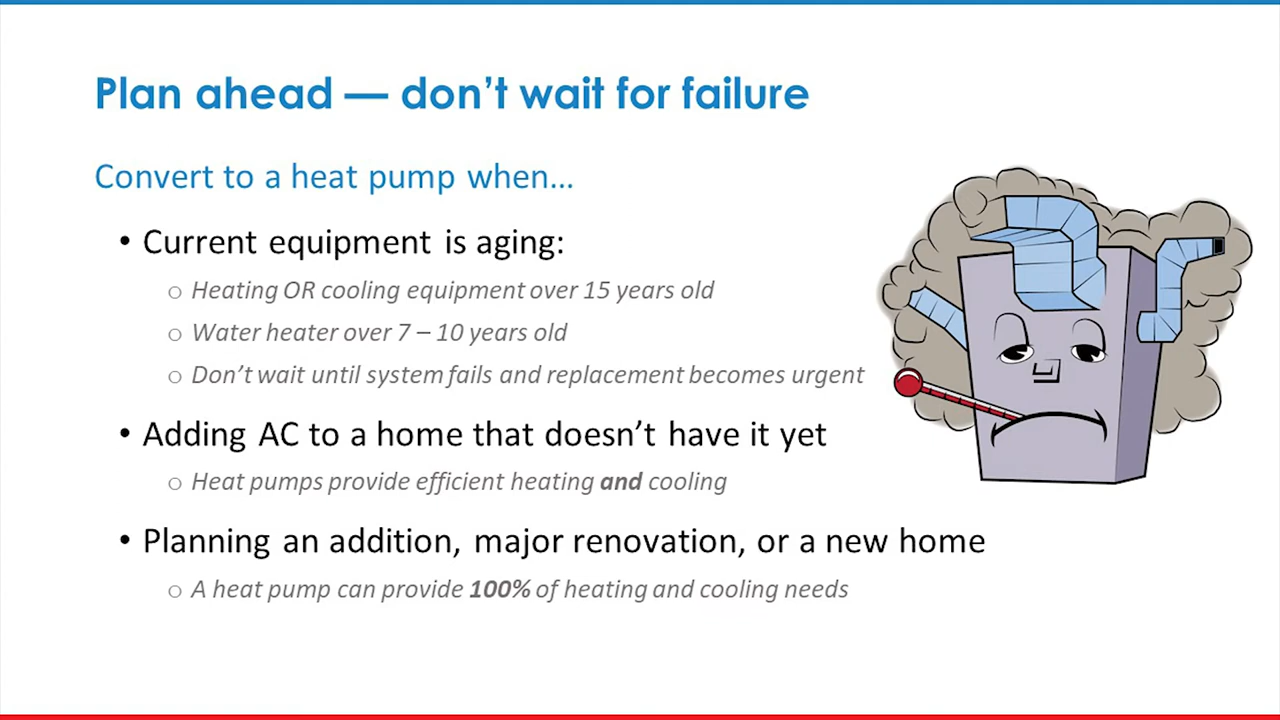 Plan ahead — don’t wait for failure
Convert to a heat pump when…
• Current equipment is aging:
○ Heating OR cooling equipment over 15 years old
○ Water heater over 7 – 10 years old
○ Don’t wait until system fails and replacement becomes urgent
• Adding AC to a home that doesn’t have it yet
○ Heat pumps provide efficient heating and cooling
• Planning an addition, major renovation, or a new home
○ A heat pump can provide 100% of heating and cooling needs